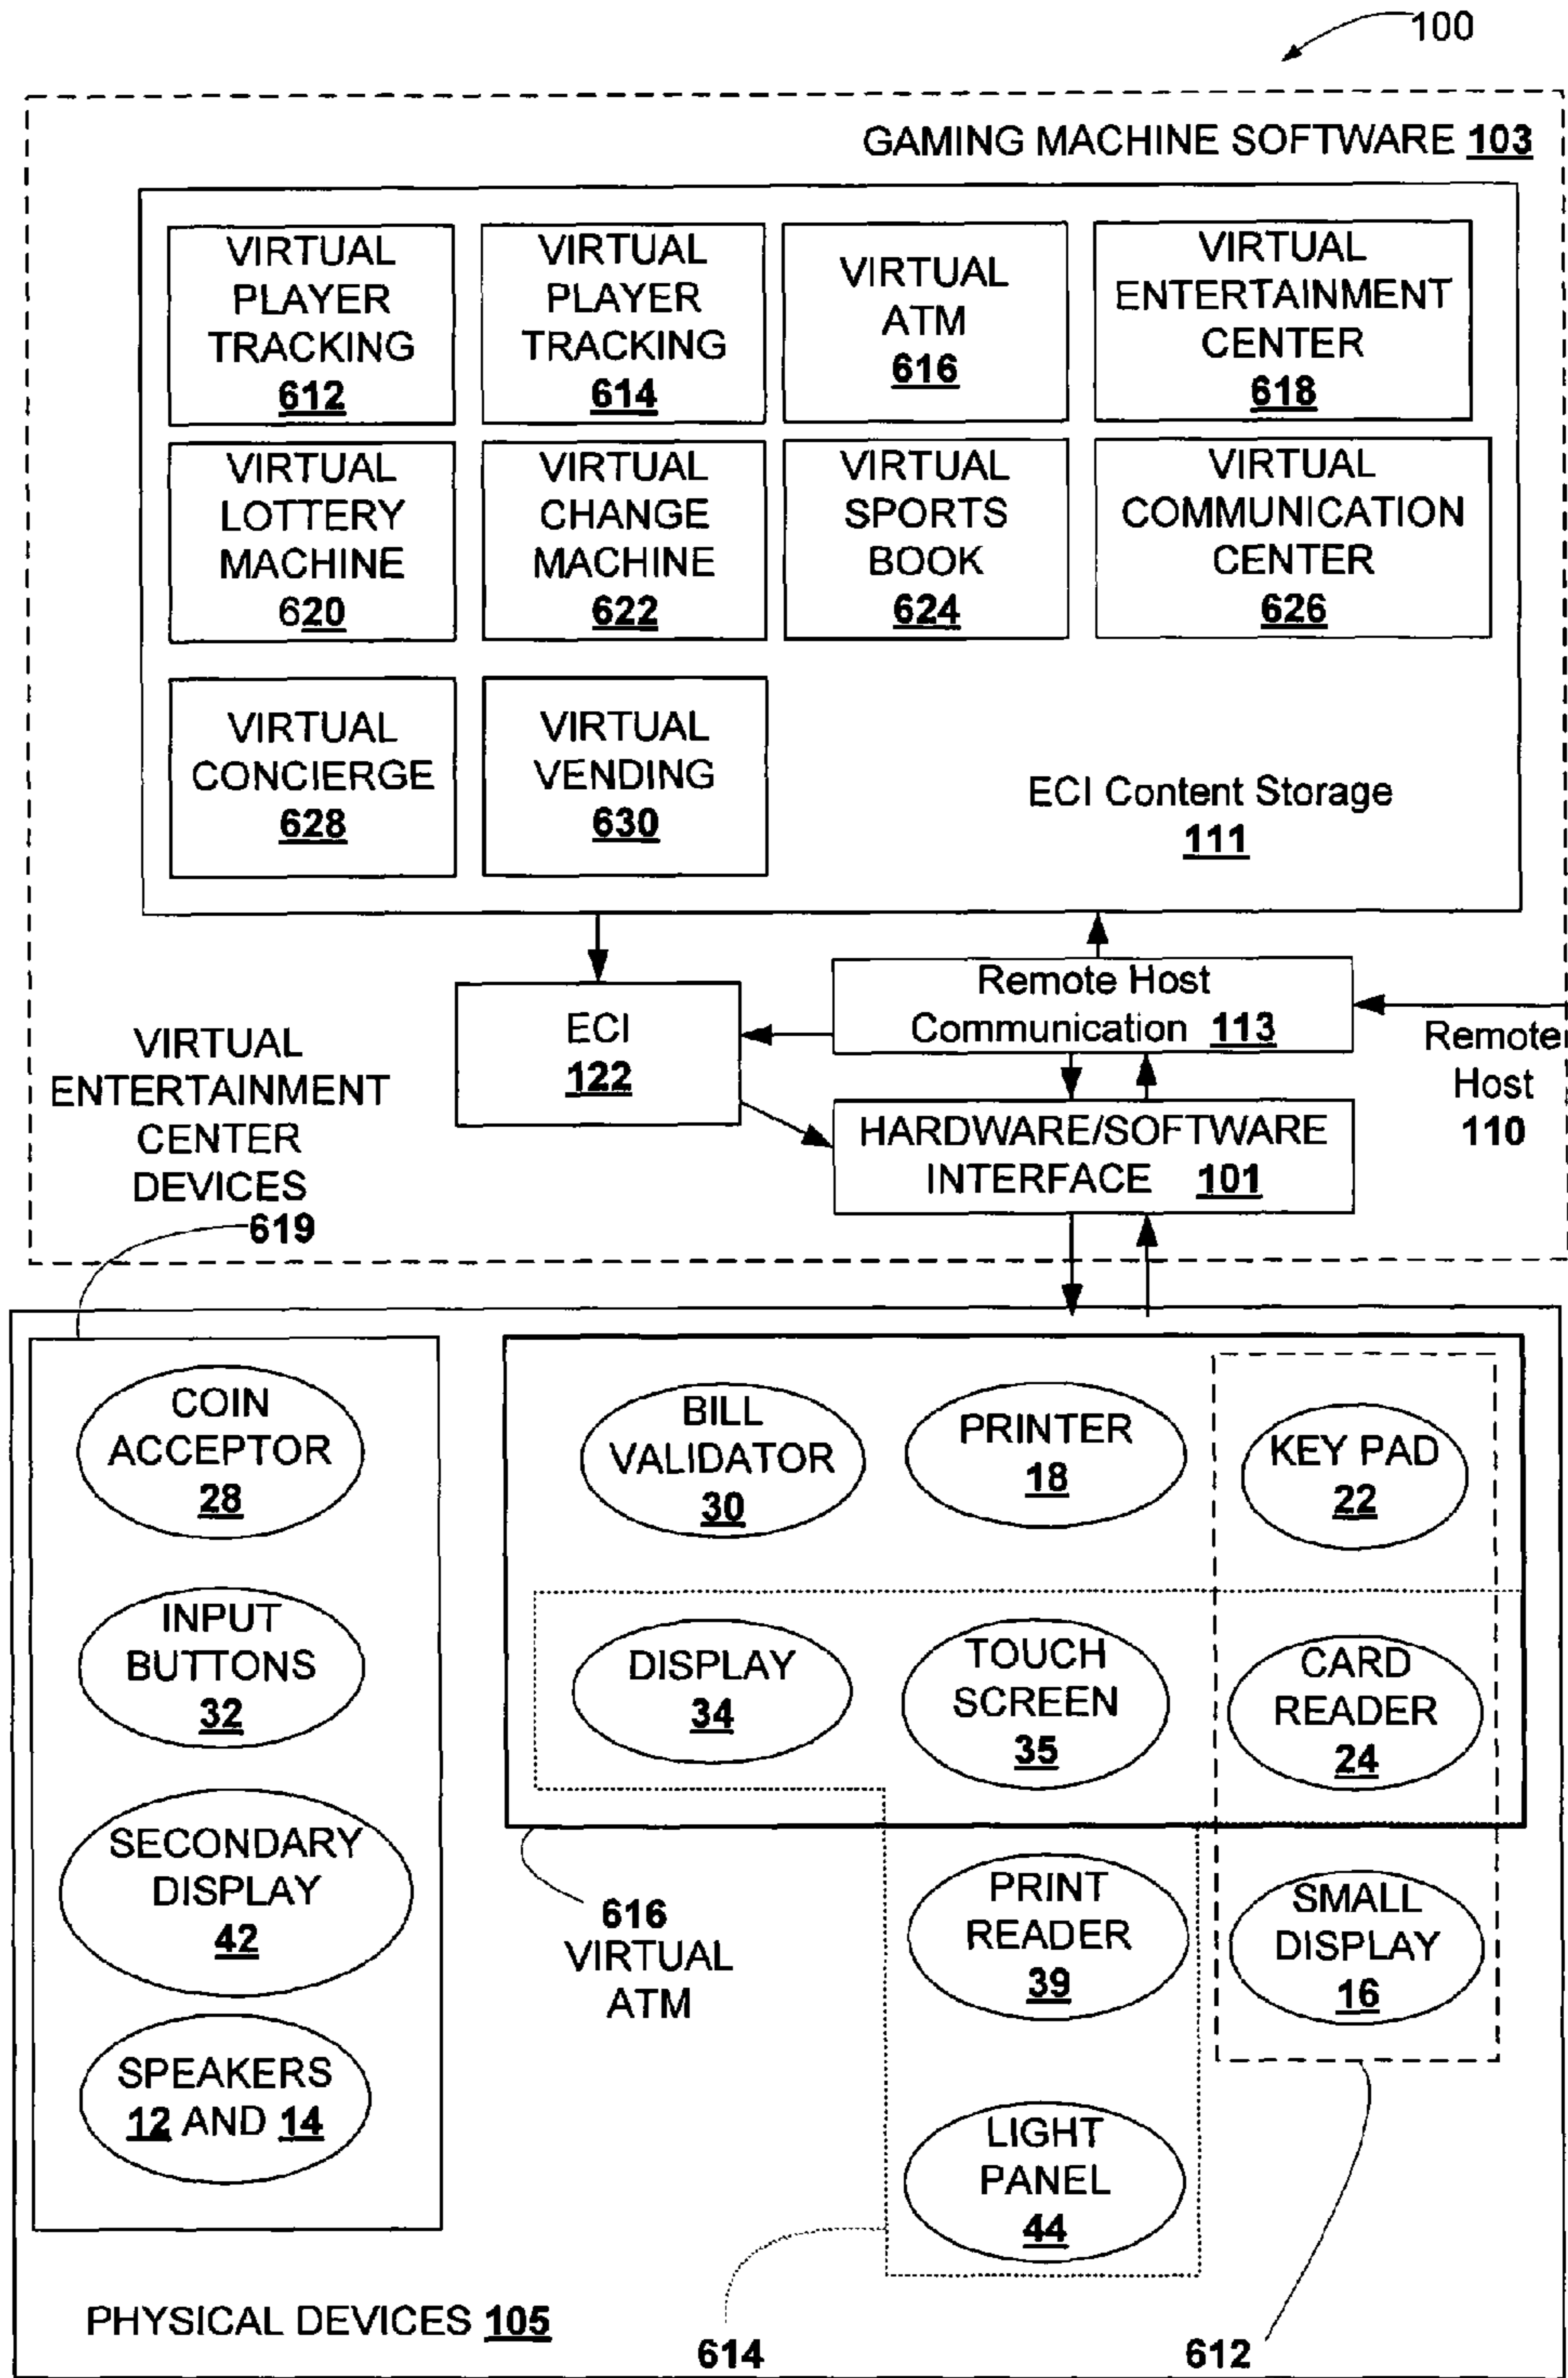 100
GAMING MACHINE SOFTWARE 103
VIRTUAL
PLAYER
TRACKING
612
VIRTUAL
PLAYER
TRACKING
614
VIRTUAL
ATM
616
VIRTUAL
ENTERTAINMENT
CENTER
618
VIRTUAL
LOTTERY
MACHINE
620
VIRTUAL
CHANGE
MACHINE
622
VIRTUAL
SPORTS
BOOK
624
VIRTUAL
COMMUNICATION
CENTER
626
VIRTUAL
CONCIERGE
628
VIRTUAL
VENDING
630
ECI Content Storage
111
ECI
122
Remote Host
Communication 113
Remote
Host
110
HARDWARE/SOFTWARE
INTERFACE 101
VIRTUAL
ENTERTAINMENT
CENTER
DEVICES
619
COIN
ACCEPTOR
28
INPUT
BUTTONS
32
SECONDARY
DISPLAY
42
SPEAKERS
12 AND 14
BILL
VALIDATOR
30
PRINTER
18
KEY PAD
22
DISPLAY
34
TOUCH
SCREEN
35
CARD
READER
24
616
VIRTUAL
ATM
PRINT
READER
39
SMALL
DISPLAY
16
LIGHT
PANEL
44
PHYSICAL DEVICES 105
614
612